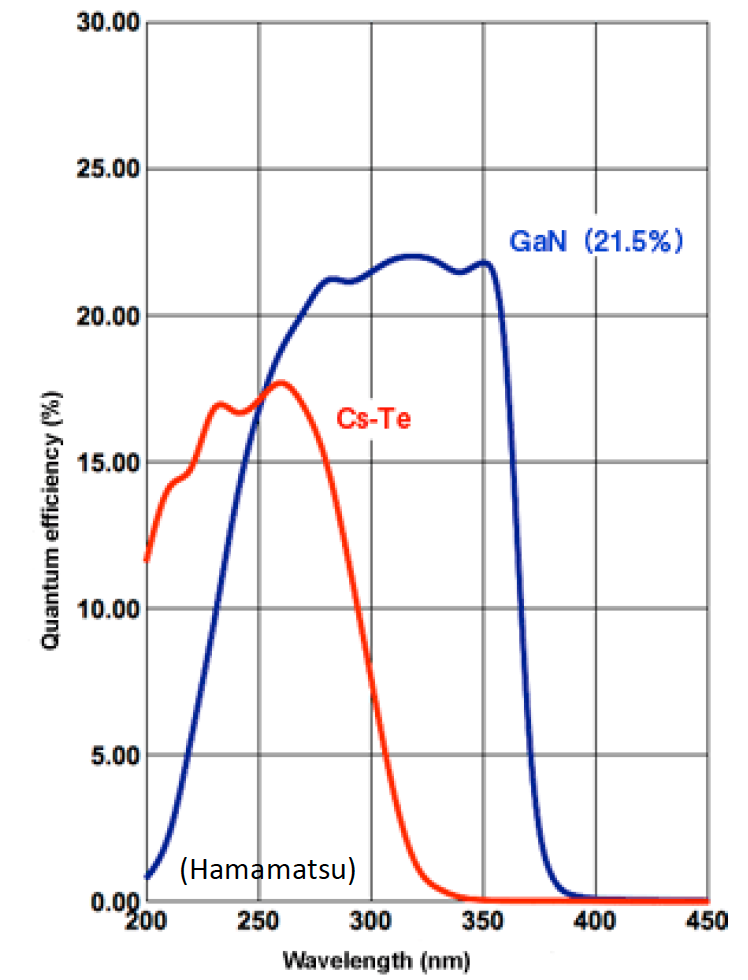 30.00
25.00
GaN (21.5%)
20.00
Cs-Te
15.00
10.00
5.00
(Hamamatsu)
0.00
200 250 300 350 400 450
Quantum efficiency (%)
Wavelength (nm)